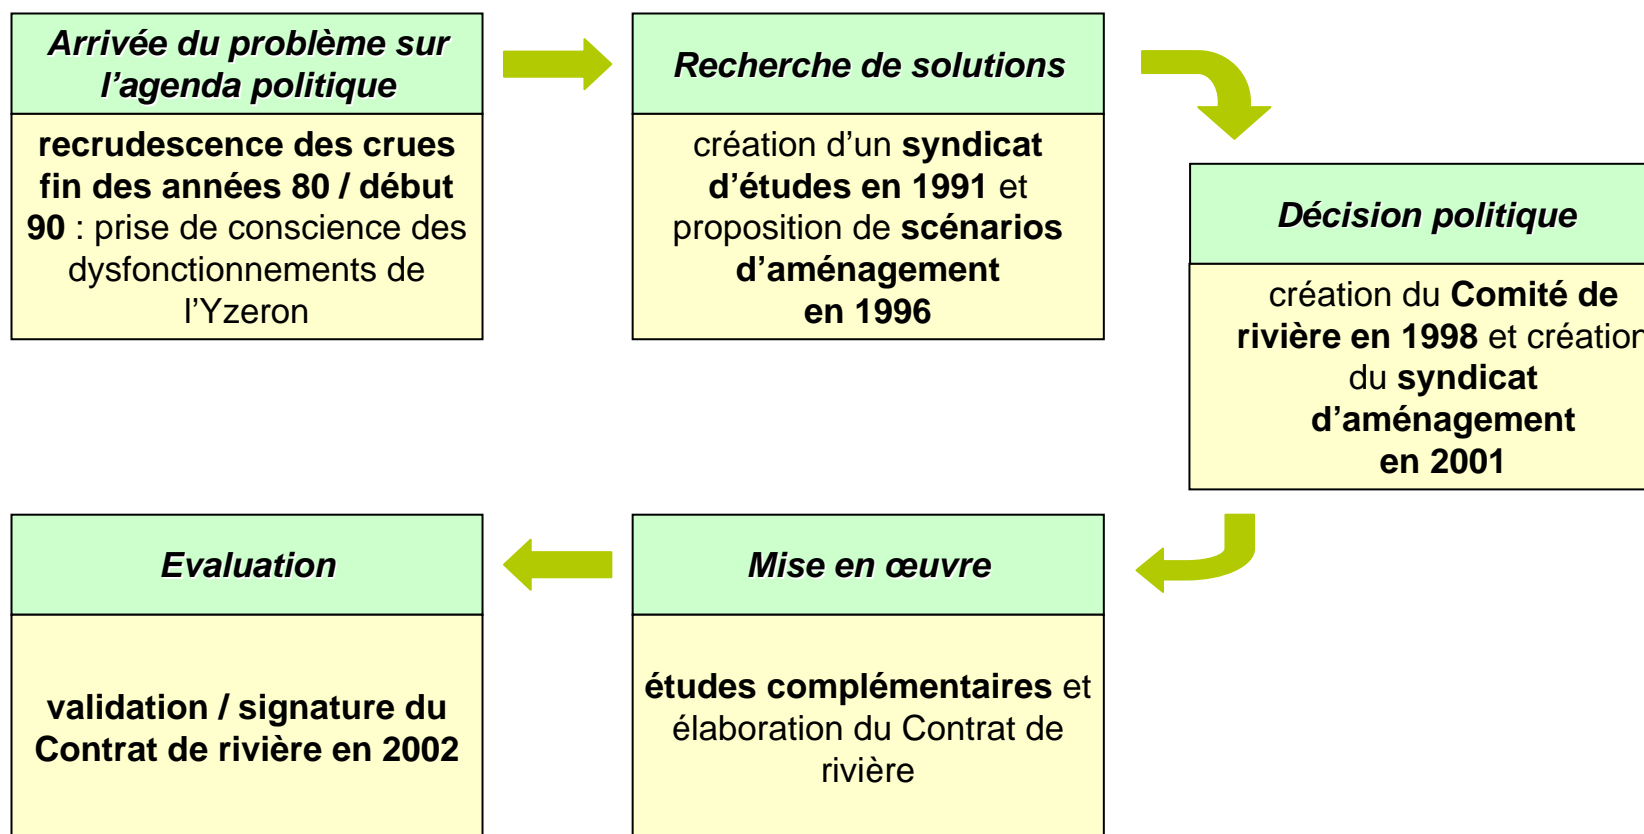 Arrivée du problème sur
l’agenda politique
recrudescence des crues
fin des années 80 / début
90 : prise de conscience des
dysfonctionnements de
l’Yzeron
Recherche de solutions
création d’un syndicat
d’études en 1991 et
proposition de scénarios
d’aménagement
en 1996
Décision politique
création du Comité de
rivière en 1998 et création
du syndicat
d’aménagement
en 2001
Mise en œuvre
études complémentaires et
élaboration du Contrat de
rivière
Evaluation
validation / signature du
Contrat de rivière en 2002